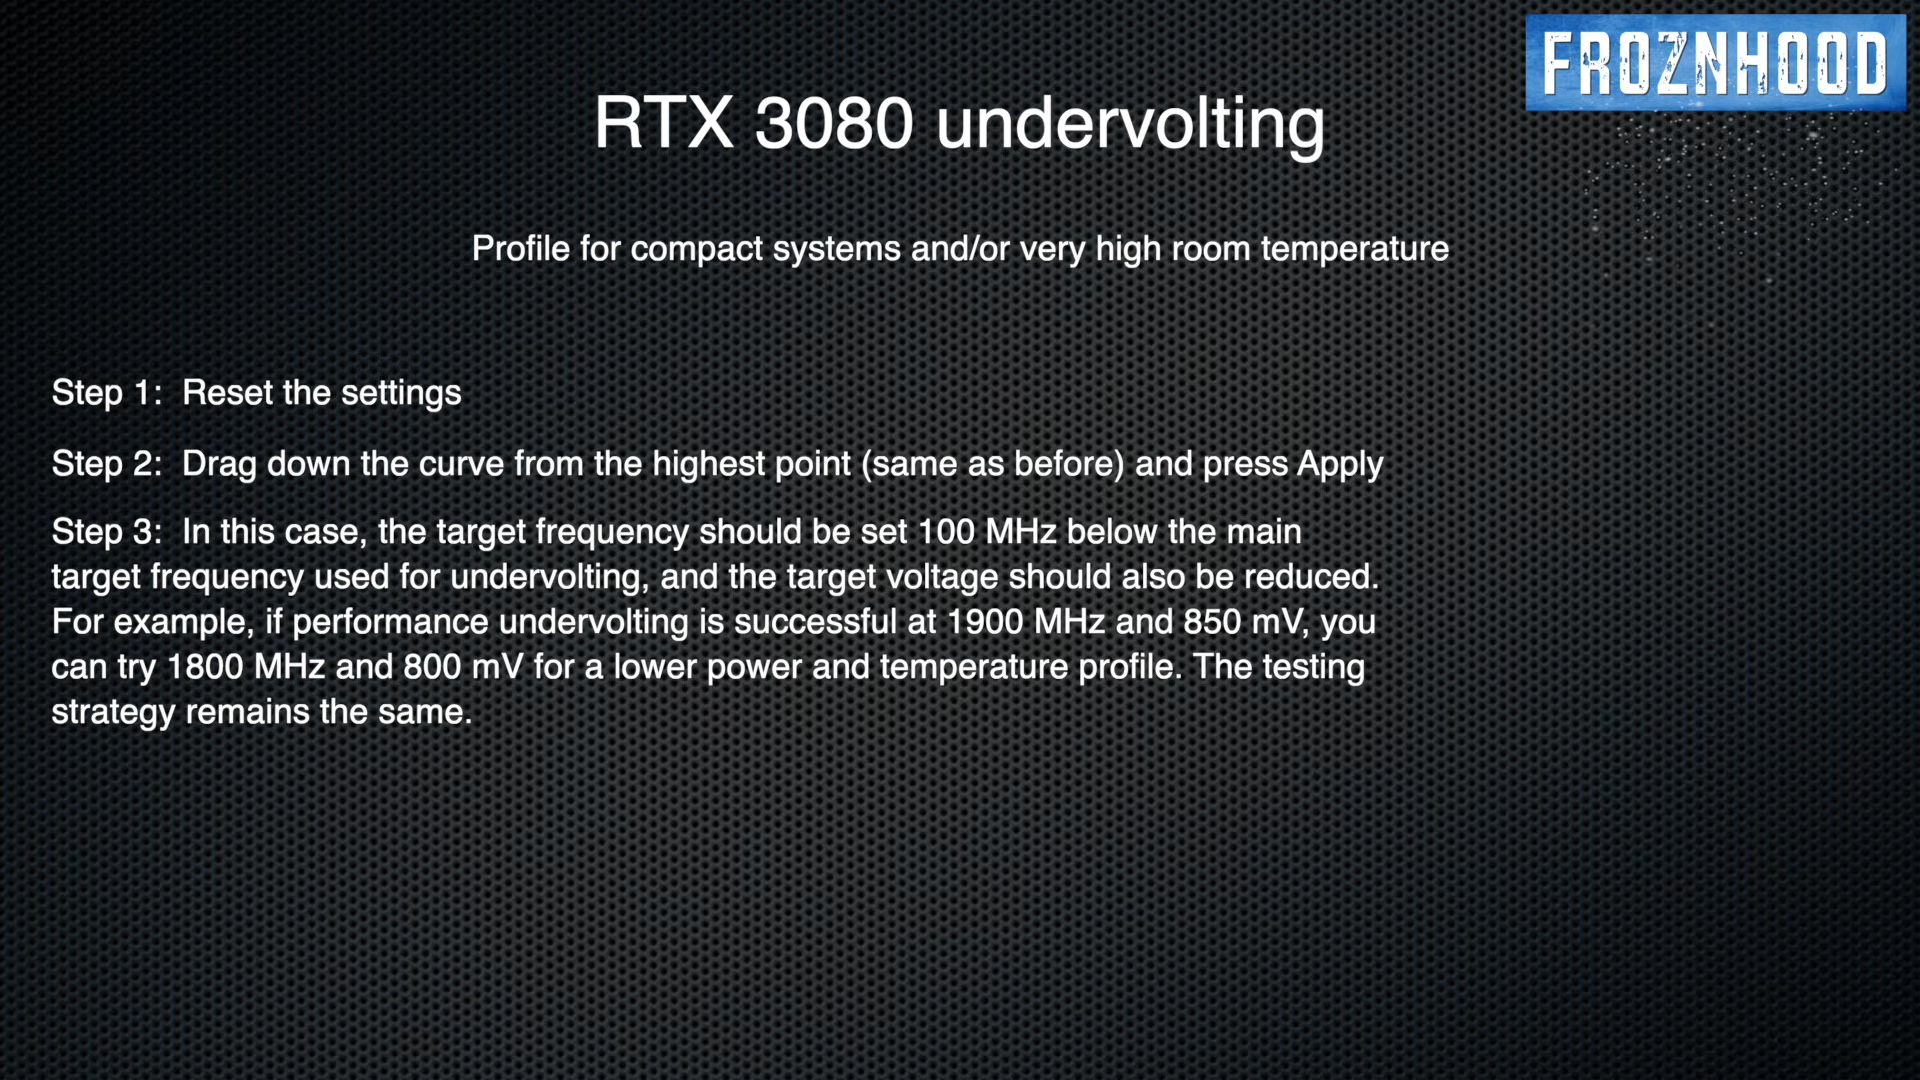 FROZNHOOD
RTX 3080 undervolting
Profile for compact systems and/or very high room temperature
Step 1:  Reset the settings
Step 2:  Drag down the curve from the highest point (same as before) and press Apply
Step 3:  In this case, the target frequency should be set 100 MHz below the main
target frequency used for undervolting, and the target voltage should also be reduced.
For example, if performance undervolting is successful at 1900 MHz and 850 mV, you
can try 1800 MHz and 800 mV for a lower power and temperature profile. The testing
strategy remains the same.